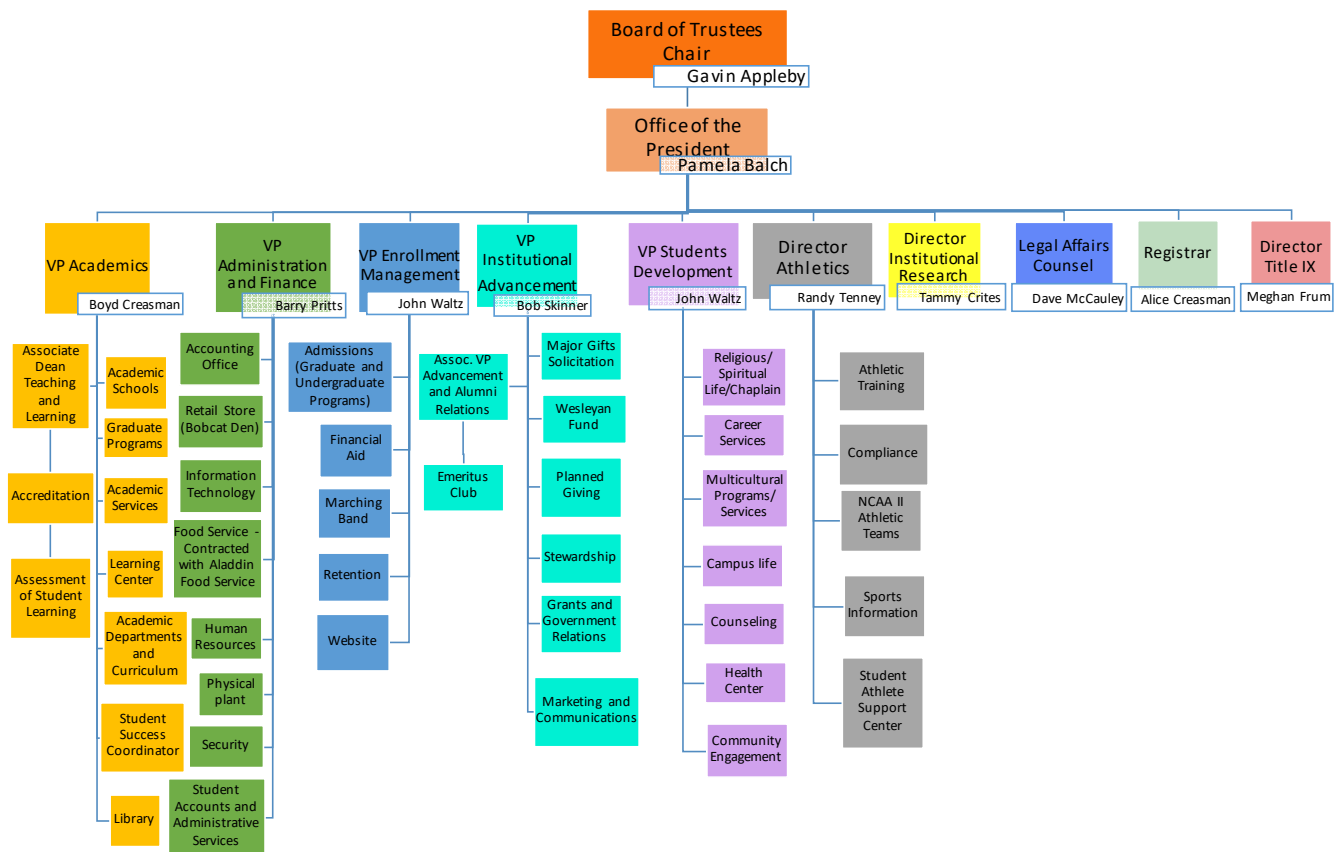 Board of Trustees
Chair
Gavin Appleby
Office of the
President
Pamela Balch
VP Academics
Boyd Creasman
VP
Administration
and Finance
Barry Pritts
VP Enrollment
Management
John Waltz
VP
Institutional
Advancement
Bob Skinner
VP Students
Development
John Waltz
Director
Athletics
Randy Tenney
Director
Institutional
Research
Tammy Crites
Legal Affairs
Counsel
Dave McCauley
Registrar
Alice Creasman
Director
Title IX
Meghan Frum
Associate
Dean
Teaching
and
Learning
Accreditation
Assessment
of Student
Learning
Academic
Schools
Graduate
Programs
Academic
Services
Learning
Center
Academic
Departments
and
Curriculum
Student
Success
Coordinator
Library
Accounting
Office
Retail Store
(Bobcat Den)
Information
Technology
Food Service -
Contracted
with Aladdin
Food Service
Human
Resources
Physical
plant
Security
Student
Accounts and
Administrative
Services
Admissions
(Graduate and
Undergraduate
Programs)
Financial
Aid
Marching
Band
Retention
Website
Assoc. VP
Advancement
and Alumni
Relations
Emeritus
Club
Major Gifts
Solicitation
Wesleyan
Fund
Planned
Giving
Stewardship
Grants and
Government
Relations
Marketing and
Communications
Religious/
Spiritual
Life/Chaplain
Career
Services
Multicultural
Programs/
Services
Campus life
Counseling
Health
Center
Community
Engagement
Athletic
Training
Compliance
NCAA II
Athletic
Teams
Sports
Information
Student
Athlete
Support
Center